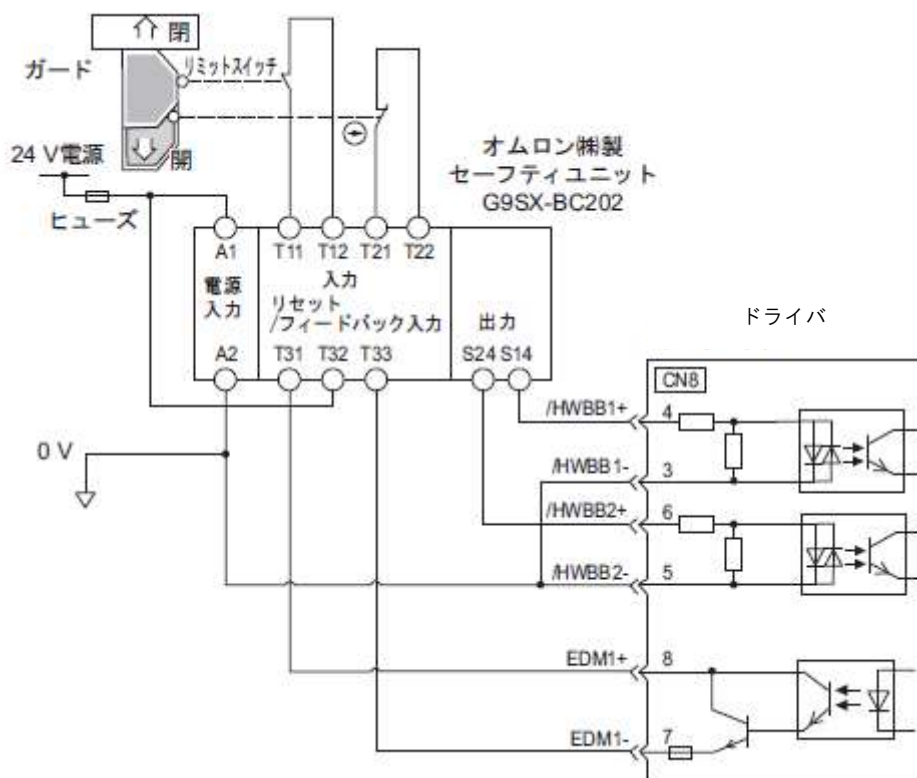 閉
ガード
リミットスイッチ
24 V電源
開
ヒューズ
オムロン㈱製
セーフティユニット
G9SX-BC202
A1
T11
T12
T21
T22
電源
入力
入力
リセット
/フィードバック入力
出力
A2
T31
T32
T33
S24
S14
ドライバ
CN8
0 V
/HWBB1+
4
/HWBB1-
3
/HWBB2+
6
/HWBB2-
5
EDM1+
8
EDM1-
7